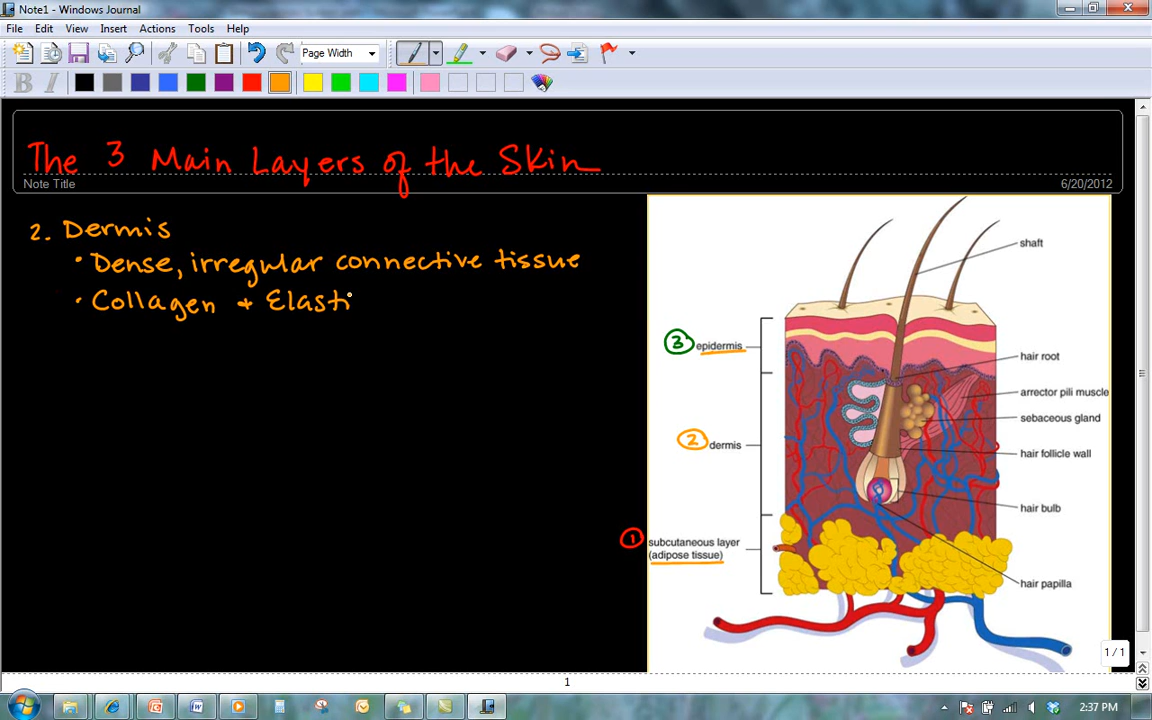 Note1 - Windows Journal
File Edit View Insert Actions Tools Help
Page Width
B I
The 3 Main Layers of the Skin
Note Title
6/20/2012
2. Dermis
• Dense, irregular connective tissue
• Collagen + Elasti
shaft
③ epidermis
hair root
arrector pili muscle
sebaceous gland
② dermis
hair follicle wall
hair bulb
① subcutaneous layer
(adipose tissue)
hair papilla
1 / 1
1
2:37 PM